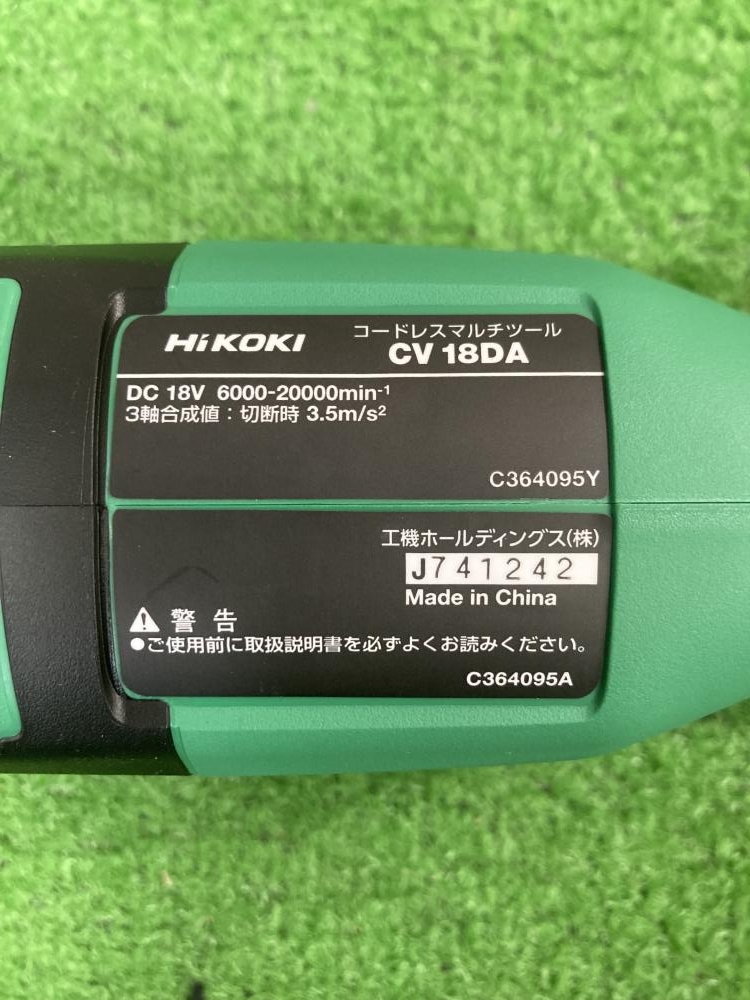 HiKOKI
コードレスマルチツール
CV 18DA
DC 18V 6000-20000min-1
3軸合成値：切断時 3.5m/s²
C364095Y
工機ホールディングス(株)
J741242
Made in China
警告
●ご使用前に取扱説明書を必ずよくお読みください。
C364095A